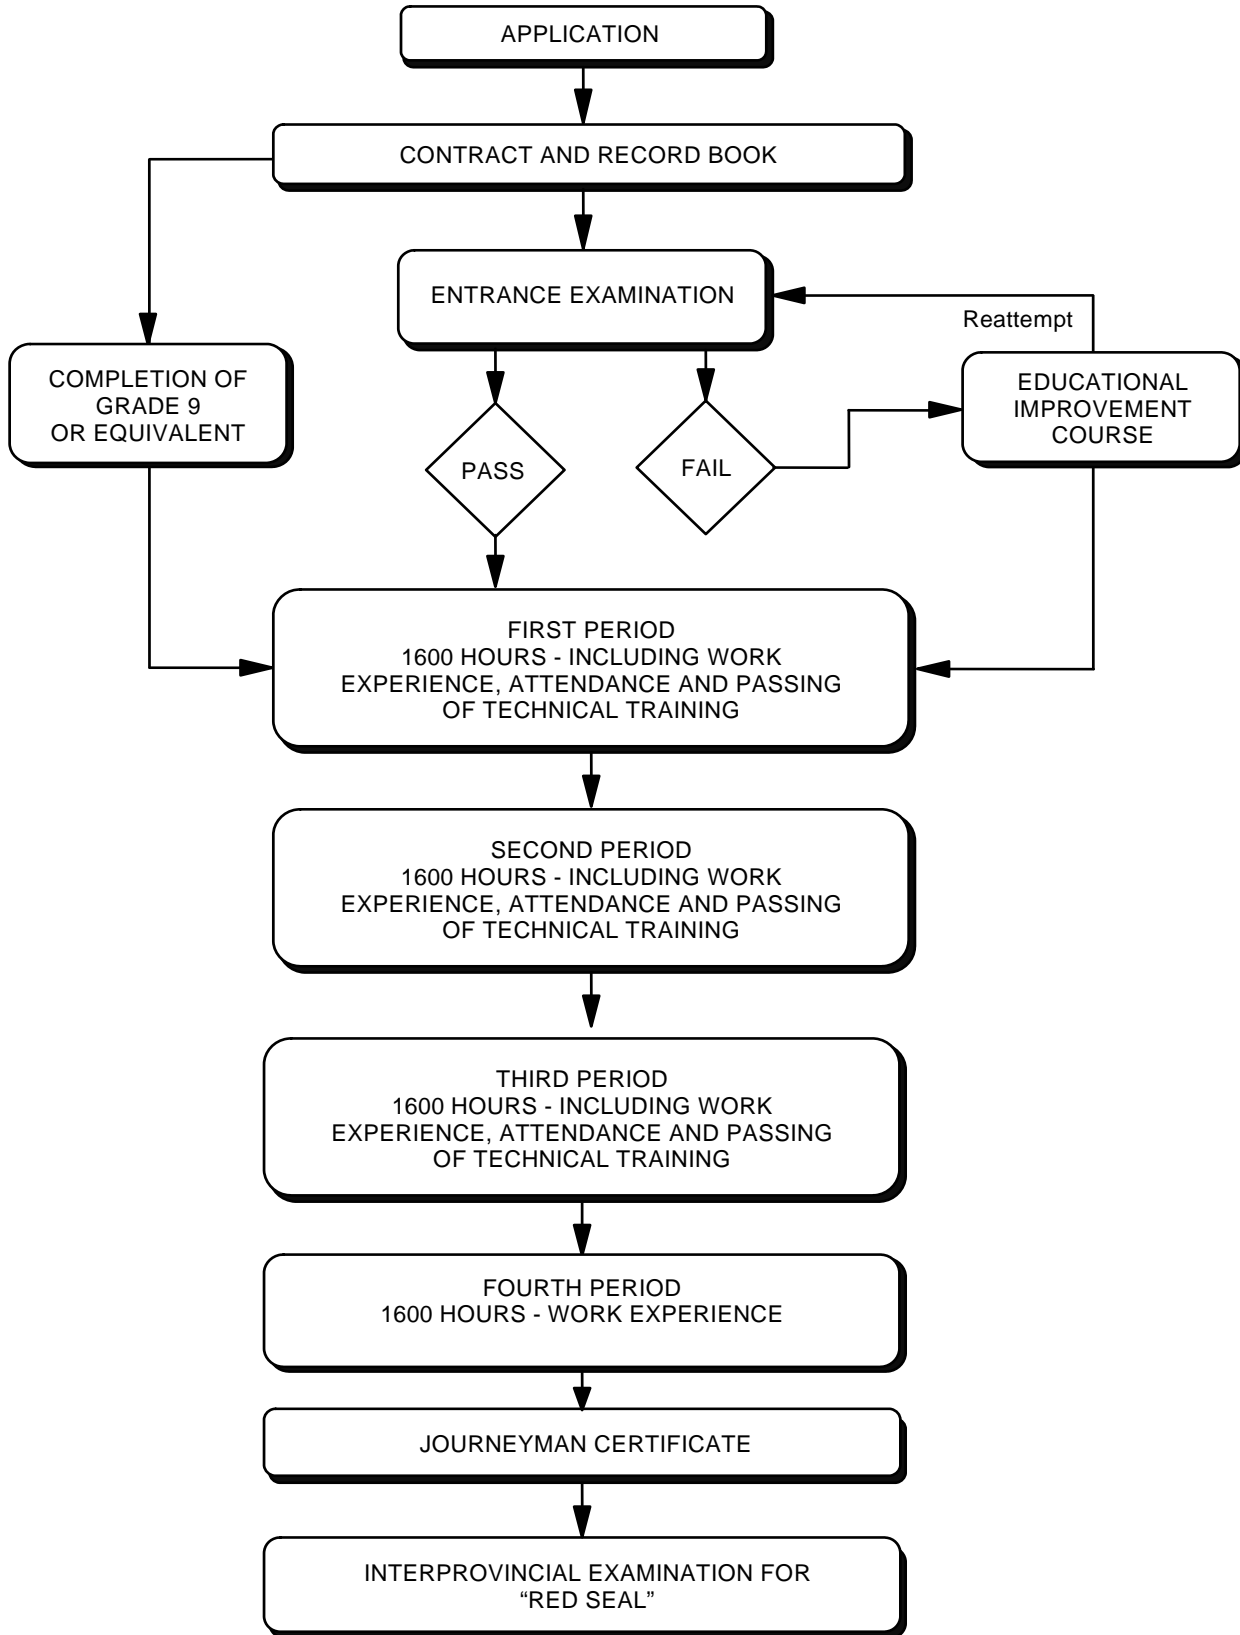 APPLICATION
CONTRACT AND RECORD BOOK
ENTRANCE EXAMINATION
Reattempt
COMPLETION OF
GRADE 9
OR EQUIVALENT
EDUCATIONAL
IMPROVEMENT
COURSE
PASS
FAIL
FIRST PERIOD
1600 HOURS - INCLUDING WORK
EXPERIENCE, ATTENDANCE AND PASSING
OF TECHNICAL TRAINING
SECOND PERIOD
1600 HOURS - INCLUDING WORK
EXPERIENCE, ATTENDANCE AND PASSING
OF TECHNICAL TRAINING
THIRD PERIOD
1600 HOURS - INCLUDING WORK
EXPERIENCE, ATTENDANCE AND PASSING
OF TECHNICAL TRAINING
FOURTH PERIOD
1600 HOURS - WORK EXPERIENCE
JOURNEYMAN CERTIFICATE
INTERPROVINCIAL EXAMINATION FOR
“RED SEAL”